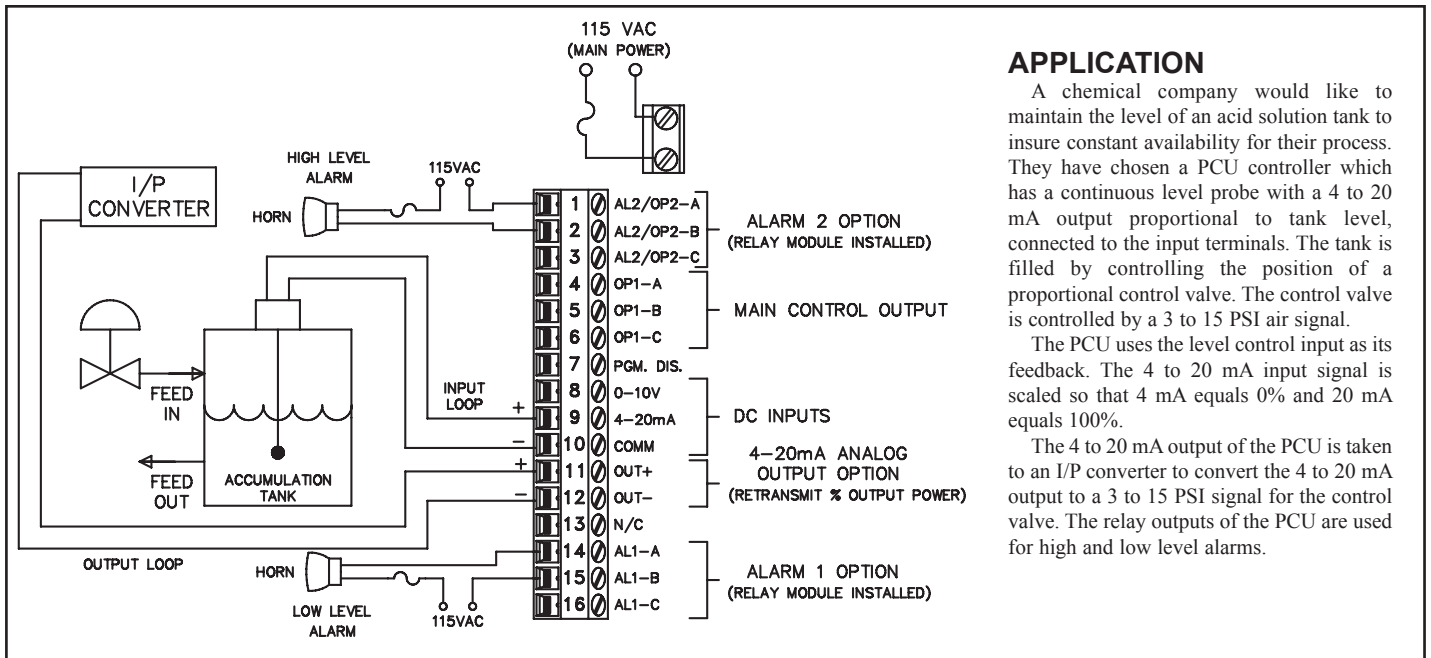 115 VAC
(MAIN POWER)
I/P
CONVERTER
HIGH LEVEL
ALARM
115VAC
HORN
1 AL2/OP2-A
2 AL2/OP2-B
3 AL2/OP2-C
4 OP1-A
5 OP1-B
6 OP1-C
7 PGM. DIS.
8 0-10V
9 4-20mA
10 COMM
11 OUT+
12 OUT-
13 N/C
14 AL1-A
15 AL1-B
16 AL1-C
ALARM 2 OPTION
(RELAY MODULE INSTALLED)
MAIN CONTROL OUTPUT
DC INPUTS
4-20mA ANALOG
OUTPUT OPTION
(RETRANSMIT % OUTPUT POWER)
ALARM 1 OPTION
(RELAY MODULE INSTALLED)
FEED
IN
INPUT
LOOP
+
−
+
−
FEED
OUT
ACCUMULATION
TANK
OUTPUT LOOP
HORN
LOW LEVEL
ALARM
115VAC
APPLICATION
A chemical company would like to
maintain the level of an acid solution tank to
insure constant availability for their process.
They have chosen a PCU controller which
has a continuous level probe with a 4 to 20
mA output proportional to tank level,
connected to the input terminals. The tank is
filled by controlling the position of a
proportional control valve. The control valve
is controlled by a 3 to 15 PSI air signal.
The PCU uses the level control input as its
feedback. The 4 to 20 mA input signal is
scaled so that 4 mA equals 0% and 20 mA
equals 100%.
The 4 to 20 mA output of the PCU is taken
to an I/P converter to convert the 4 to 20 mA
output to a 3 to 15 PSI signal for the control
valve. The relay outputs of the PCU are used
for high and low level alarms.